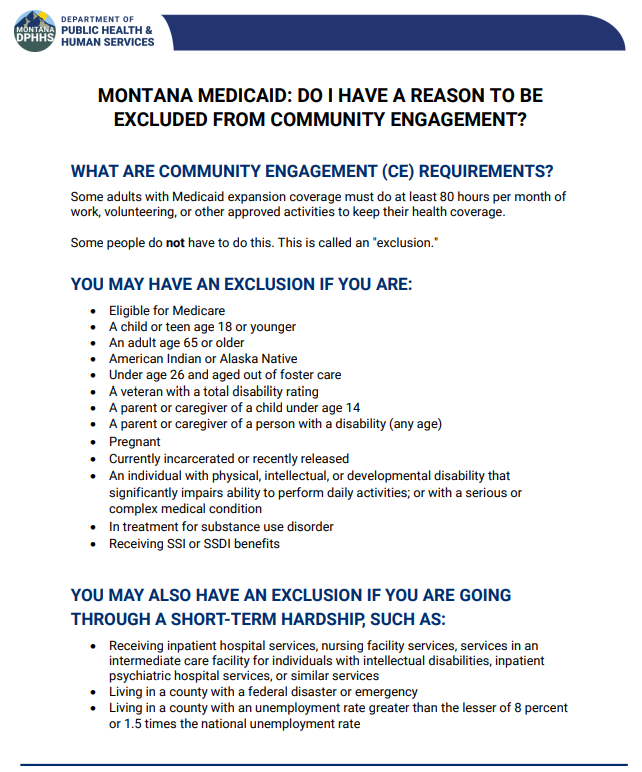 MONTANA
DPHHS
DEPARTMENT OF
PUBLIC HEALTH &
HUMAN SERVICES
MONTANA MEDICAID: DO I HAVE A REASON TO BE
EXCLUDED FROM COMMUNITY ENGAGEMENT?
WHAT ARE COMMUNITY ENGAGEMENT (CE) REQUIREMENTS?
Some adults with Medicaid expansion coverage must do at least 80 hours per month of
work, volunteering, or other approved activities to keep their health coverage.
Some people do not have to do this. This is called an "exclusion."
YOU MAY HAVE AN EXCLUSION IF YOU ARE:
• Eligible for Medicare
• A child or teen age 18 or younger
• An adult age 65 or older
• American Indian or Alaska Native
• Under age 26 and aged out of foster care
• A veteran with a total disability rating
• A parent or caregiver of a child under age 14
• A parent or caregiver of a person with a disability (any age)
• Pregnant
• Currently incarcerated or recently released
• An individual with physical, intellectual, or developmental disability that
significantly impairs ability to perform daily activities; or with a serious or
complex medical condition
• In treatment for substance use disorder
• Receiving SSI or SSDI benefits
YOU MAY ALSO HAVE AN EXCLUSION IF YOU ARE GOING
THROUGH A SHORT-TERM HARDSHIP, SUCH AS:
• Receiving inpatient hospital services, nursing facility services, services in an
intermediate care facility for individuals with intellectual disabilities, inpatient
psychiatric hospital services, or similar services
• Living in a county with a federal disaster or emergency
• Living in a county with an unemployment rate greater than the lesser of 8 percent
or 1.5 times the national unemployment rate